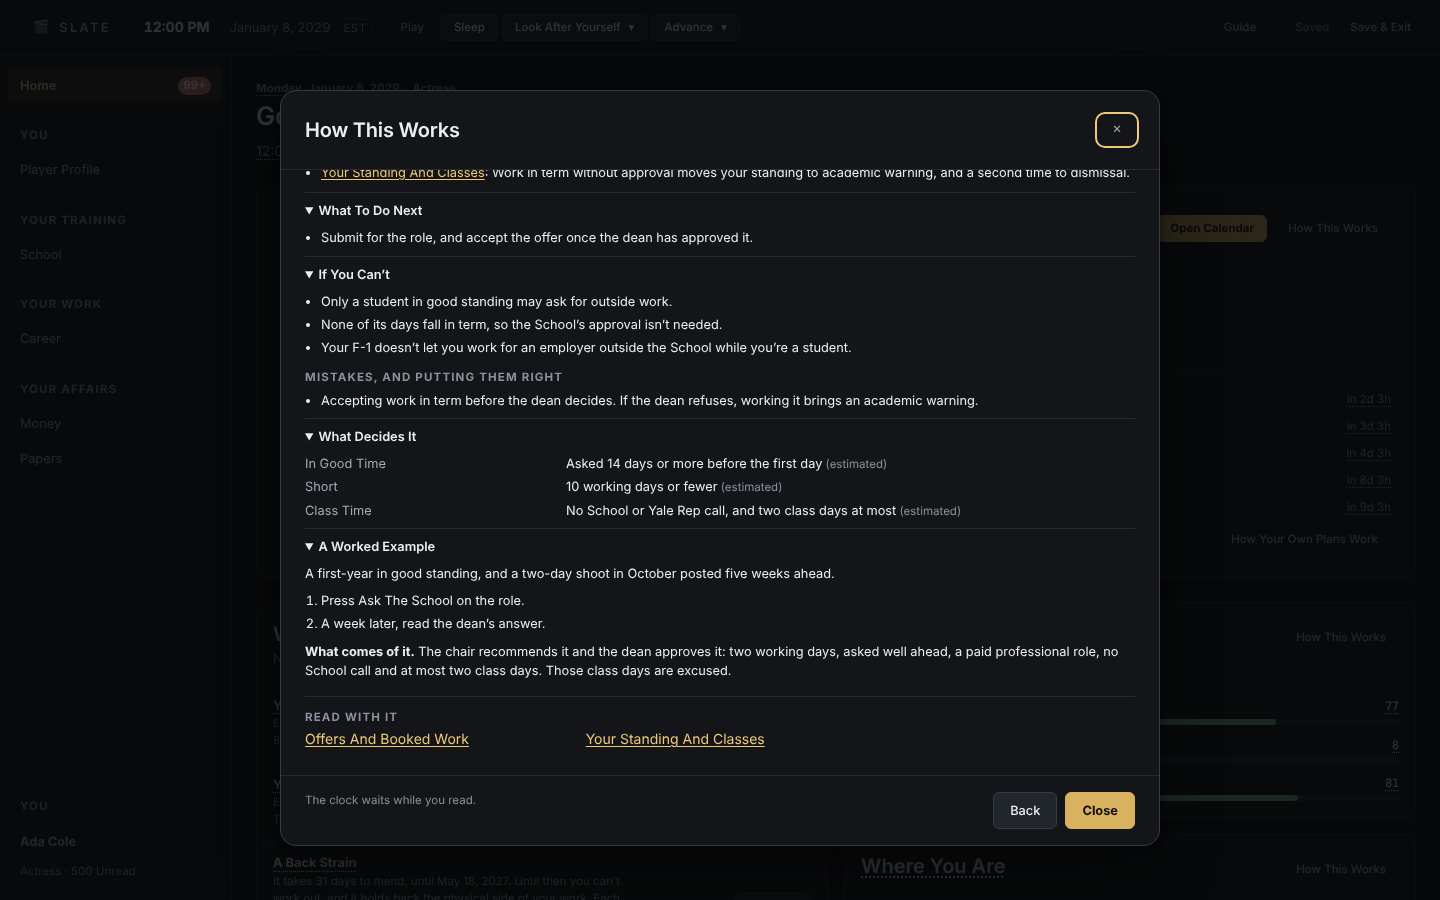 SLATE
12:00 PM
January 8, 2029
EST
Play
Sleep
Look After Yourself ▾
Advance ▾
Guide
Saved
Save & Exit
Home
99+
YOU
Player Profile
YOUR TRAINING
School
YOUR WORK
Career
YOUR AFFAIRS
Money
Papers
YOU
Ada Cole
Actress · 500 Unread
Monday, January 8, 2029 · Actress
How This Works
×
• Your Standing And Classes: Work in term without approval moves your standing to academic warning, and a second time to dismissal.
▼ What To Do Next
• Submit for the role, and accept the offer once the dean has approved it.
▼ If You Can’t
• Only a student in good standing may ask for outside work.
• None of its days fall in term, so the School’s approval isn’t needed.
• Your F-1 doesn’t let you work for an employer outside the School while you’re a student.
MISTAKES, AND PUTTING THEM RIGHT
• Accepting work in term before the dean decides. If the dean refuses, working it brings an academic warning.
▼ What Decides It
In Good Time Asked 14 days or more before the first day (estimated)
Short 10 working days or fewer (estimated)
Class Time No School or Yale Rep call, and two class days at most (estimated)
▼ A Worked Example
A first-year in good standing, and a two-day shoot in October posted five weeks ahead.
1. Press Ask The School on the role.
2. A week later, read the dean’s answer.
What comes of it. The chair recommends it and the dean approves it: two working days, asked well ahead, a paid professional role, no
School call and at most two class days. Those class days are excused.
READ WITH IT
Offers And Booked Work
Your Standing And Classes
The clock waits while you read.
Back
Close
Open Calendar
How This Works
in 2d 3h
in 3d 3h
in 4d 3h
in 8d 3h
in 9d 3h
How Your Own Plans Work
How This Works
77
8
81
A Back Strain
It takes 31 days to mend, until May 18, 2027. Until then you can’t
Where You Are
How This Works